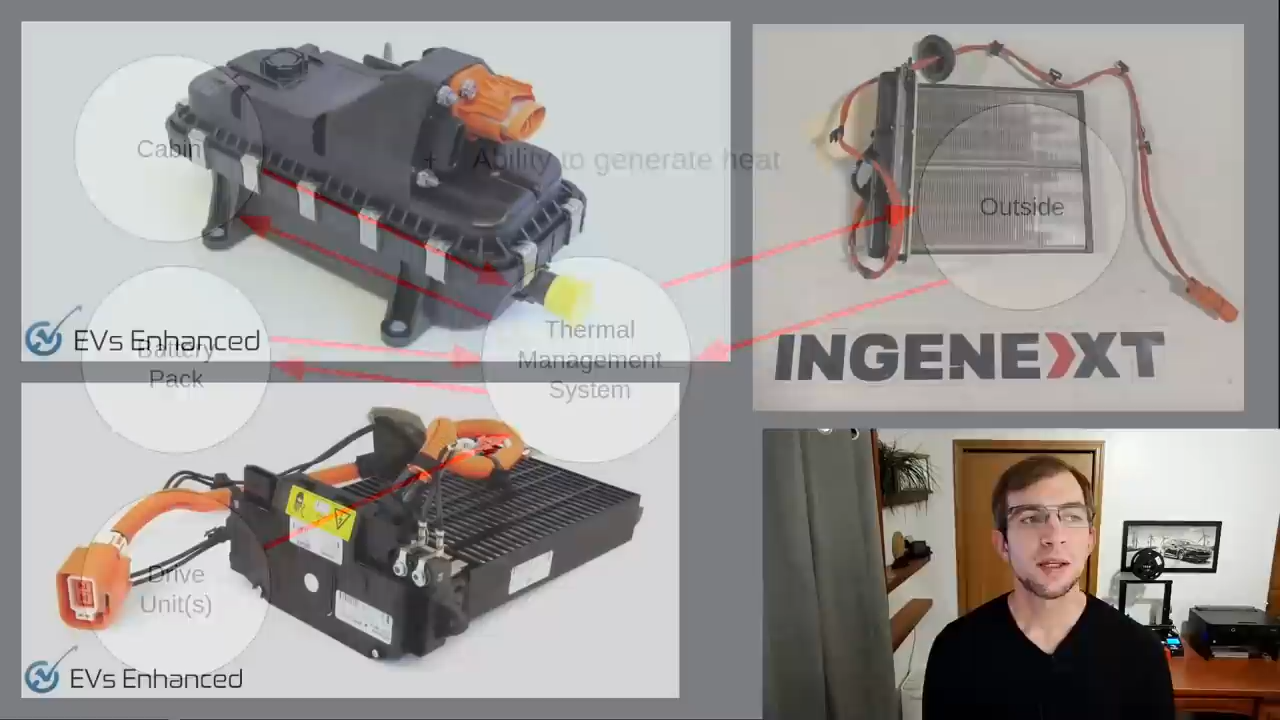 Cabin
+ Ability to generate heat
Outside
EVs Enhanced
Battery
Pack
Thermal
Management
System
INGENEXT
Drive
Unit(s)
EVs Enhanced